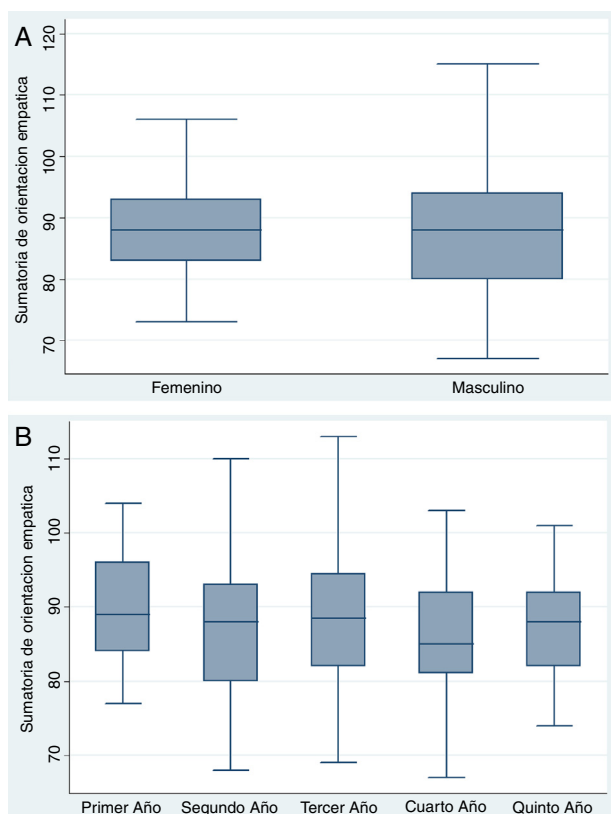 A
Sumatoria de orientacion empatica
120
110
100
90
80
70
Femenino Masculino
B
Sumatoria de orientacion empatica
110
100
90
80
70
Primer Año Segundo Año Tercer Año Cuarto Año Quinto Año